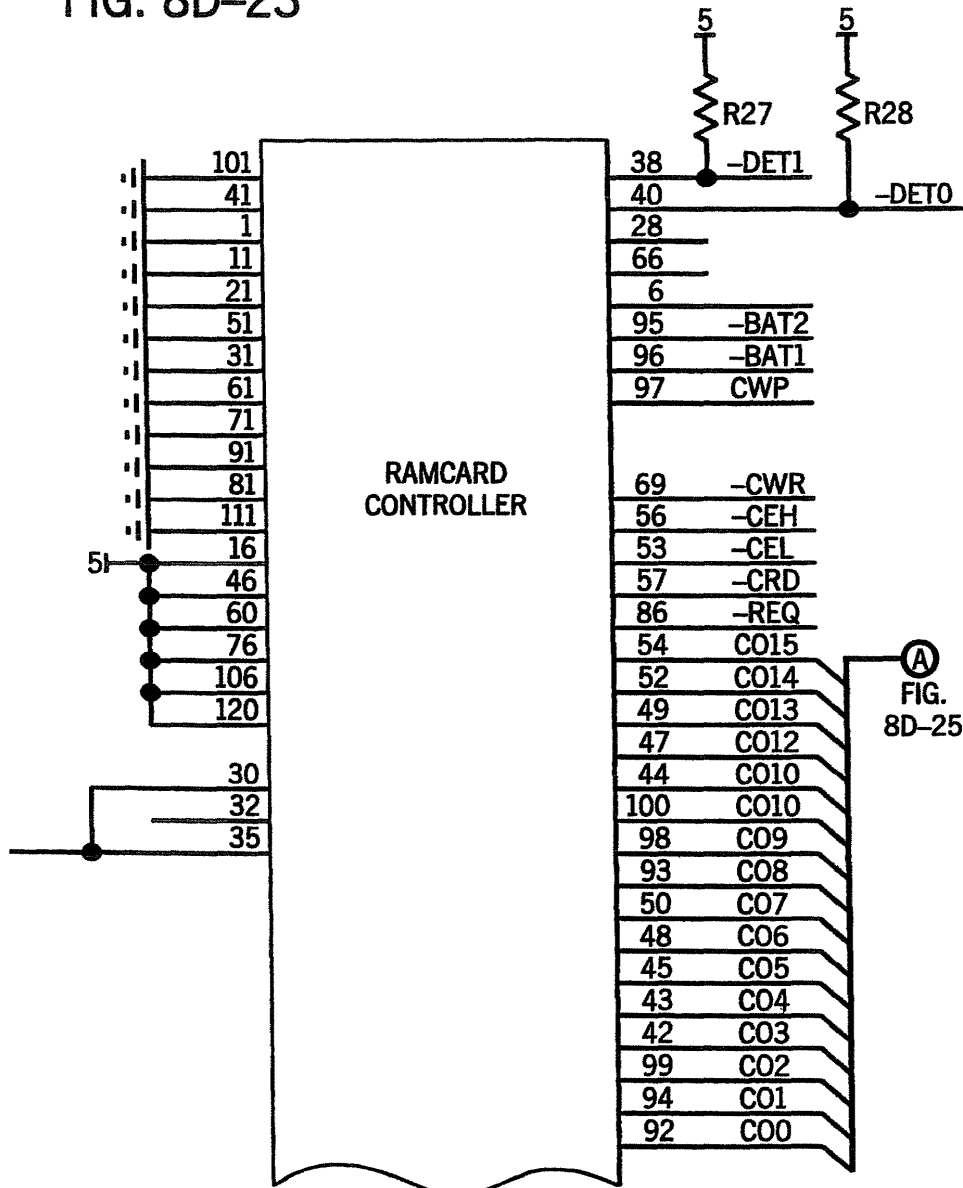 FIG. 8D–23
5 5
R27 R28
101 38 –DET1
41 40 –DET0
1 28
11 66
21 6
51 95 –BAT2
31 96 –BAT1
61 97 CWP
71
91
RAMCARD
CONTROLLER
81 69 –CWR
111 56 –CEH
5 16 53 –CEL
46 57 –CRD
60 86 –REQ
76 54 CO15
A
FIG.
8D–25
106 52 CO14
120 49 CO13
47 CO12
30 44 CO10
32 100 CO10
35 98 CO9
93 CO8
50 CO7
48 CO6
45 CO5
43 CO4
42 CO3
99 CO2
94 CO1
92 CO0